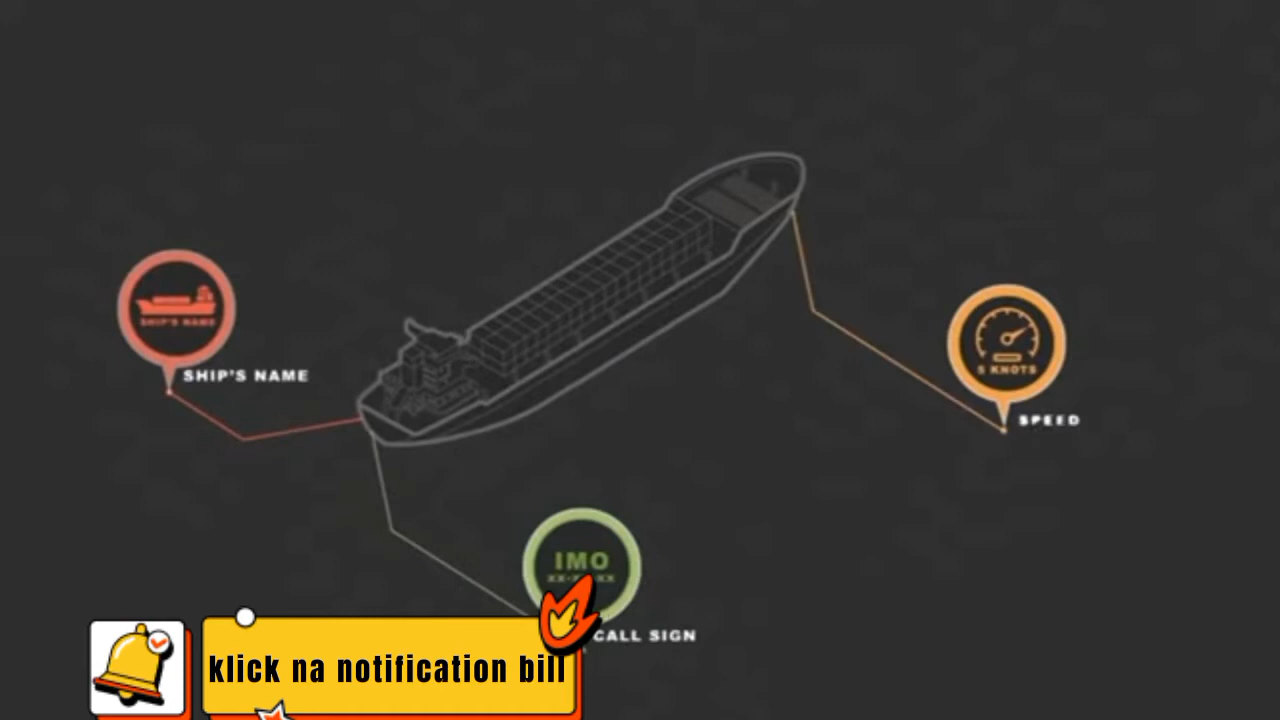 SHIP'S NAME
SHIP'S NAME
5 KNOTS
SPEED
IMO
CALL SIGN
klick na notification bill